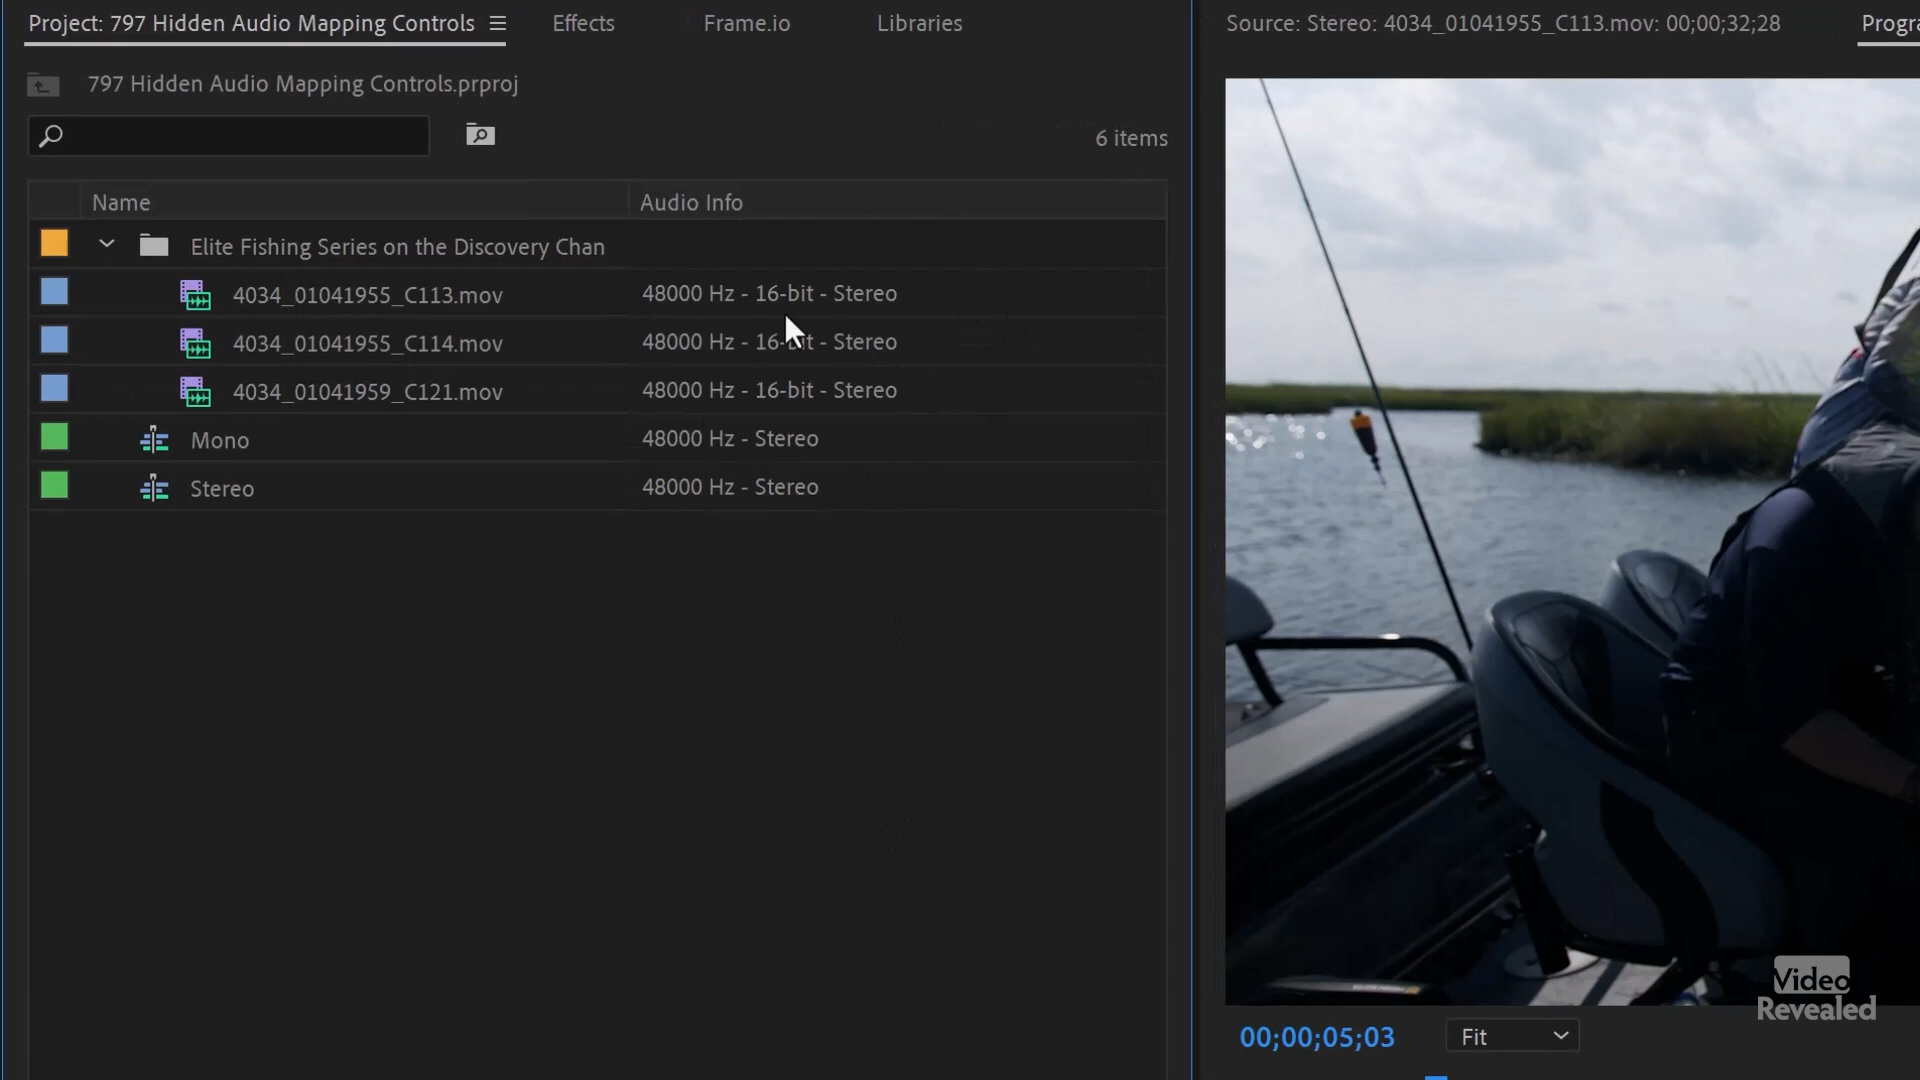 Project: 797 Hidden Audio Mapping Controls
Effects
Frame.io
Libraries
Source: Stereo: 4034_01041955_C113.mov: 00;00;32;28
797 Hidden Audio Mapping Controls.prproj
6 items
Name
Audio Info
Elite Fishing Series on the Discovery Chan
4034_01041955_C113.mov
48000 Hz - 16-bit - Stereo
4034_01041955_C114.mov
48000 Hz - 16-bit - Stereo
4034_01041959_C121.mov
48000 Hz - 16-bit - Stereo
Mono
48000 Hz - Stereo
Stereo
48000 Hz - Stereo
Video
Revealed
00;00;05;03
Fit